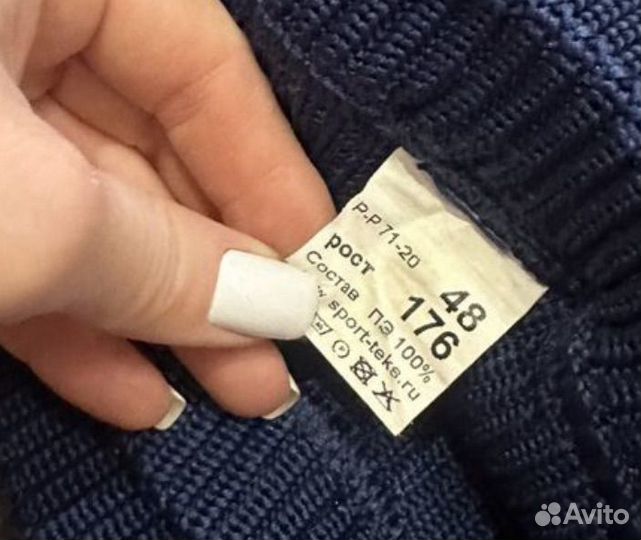 Р-Р 71-20 48
рост 176
Состав ПЭ 100%
sport-teks.ru
Avito